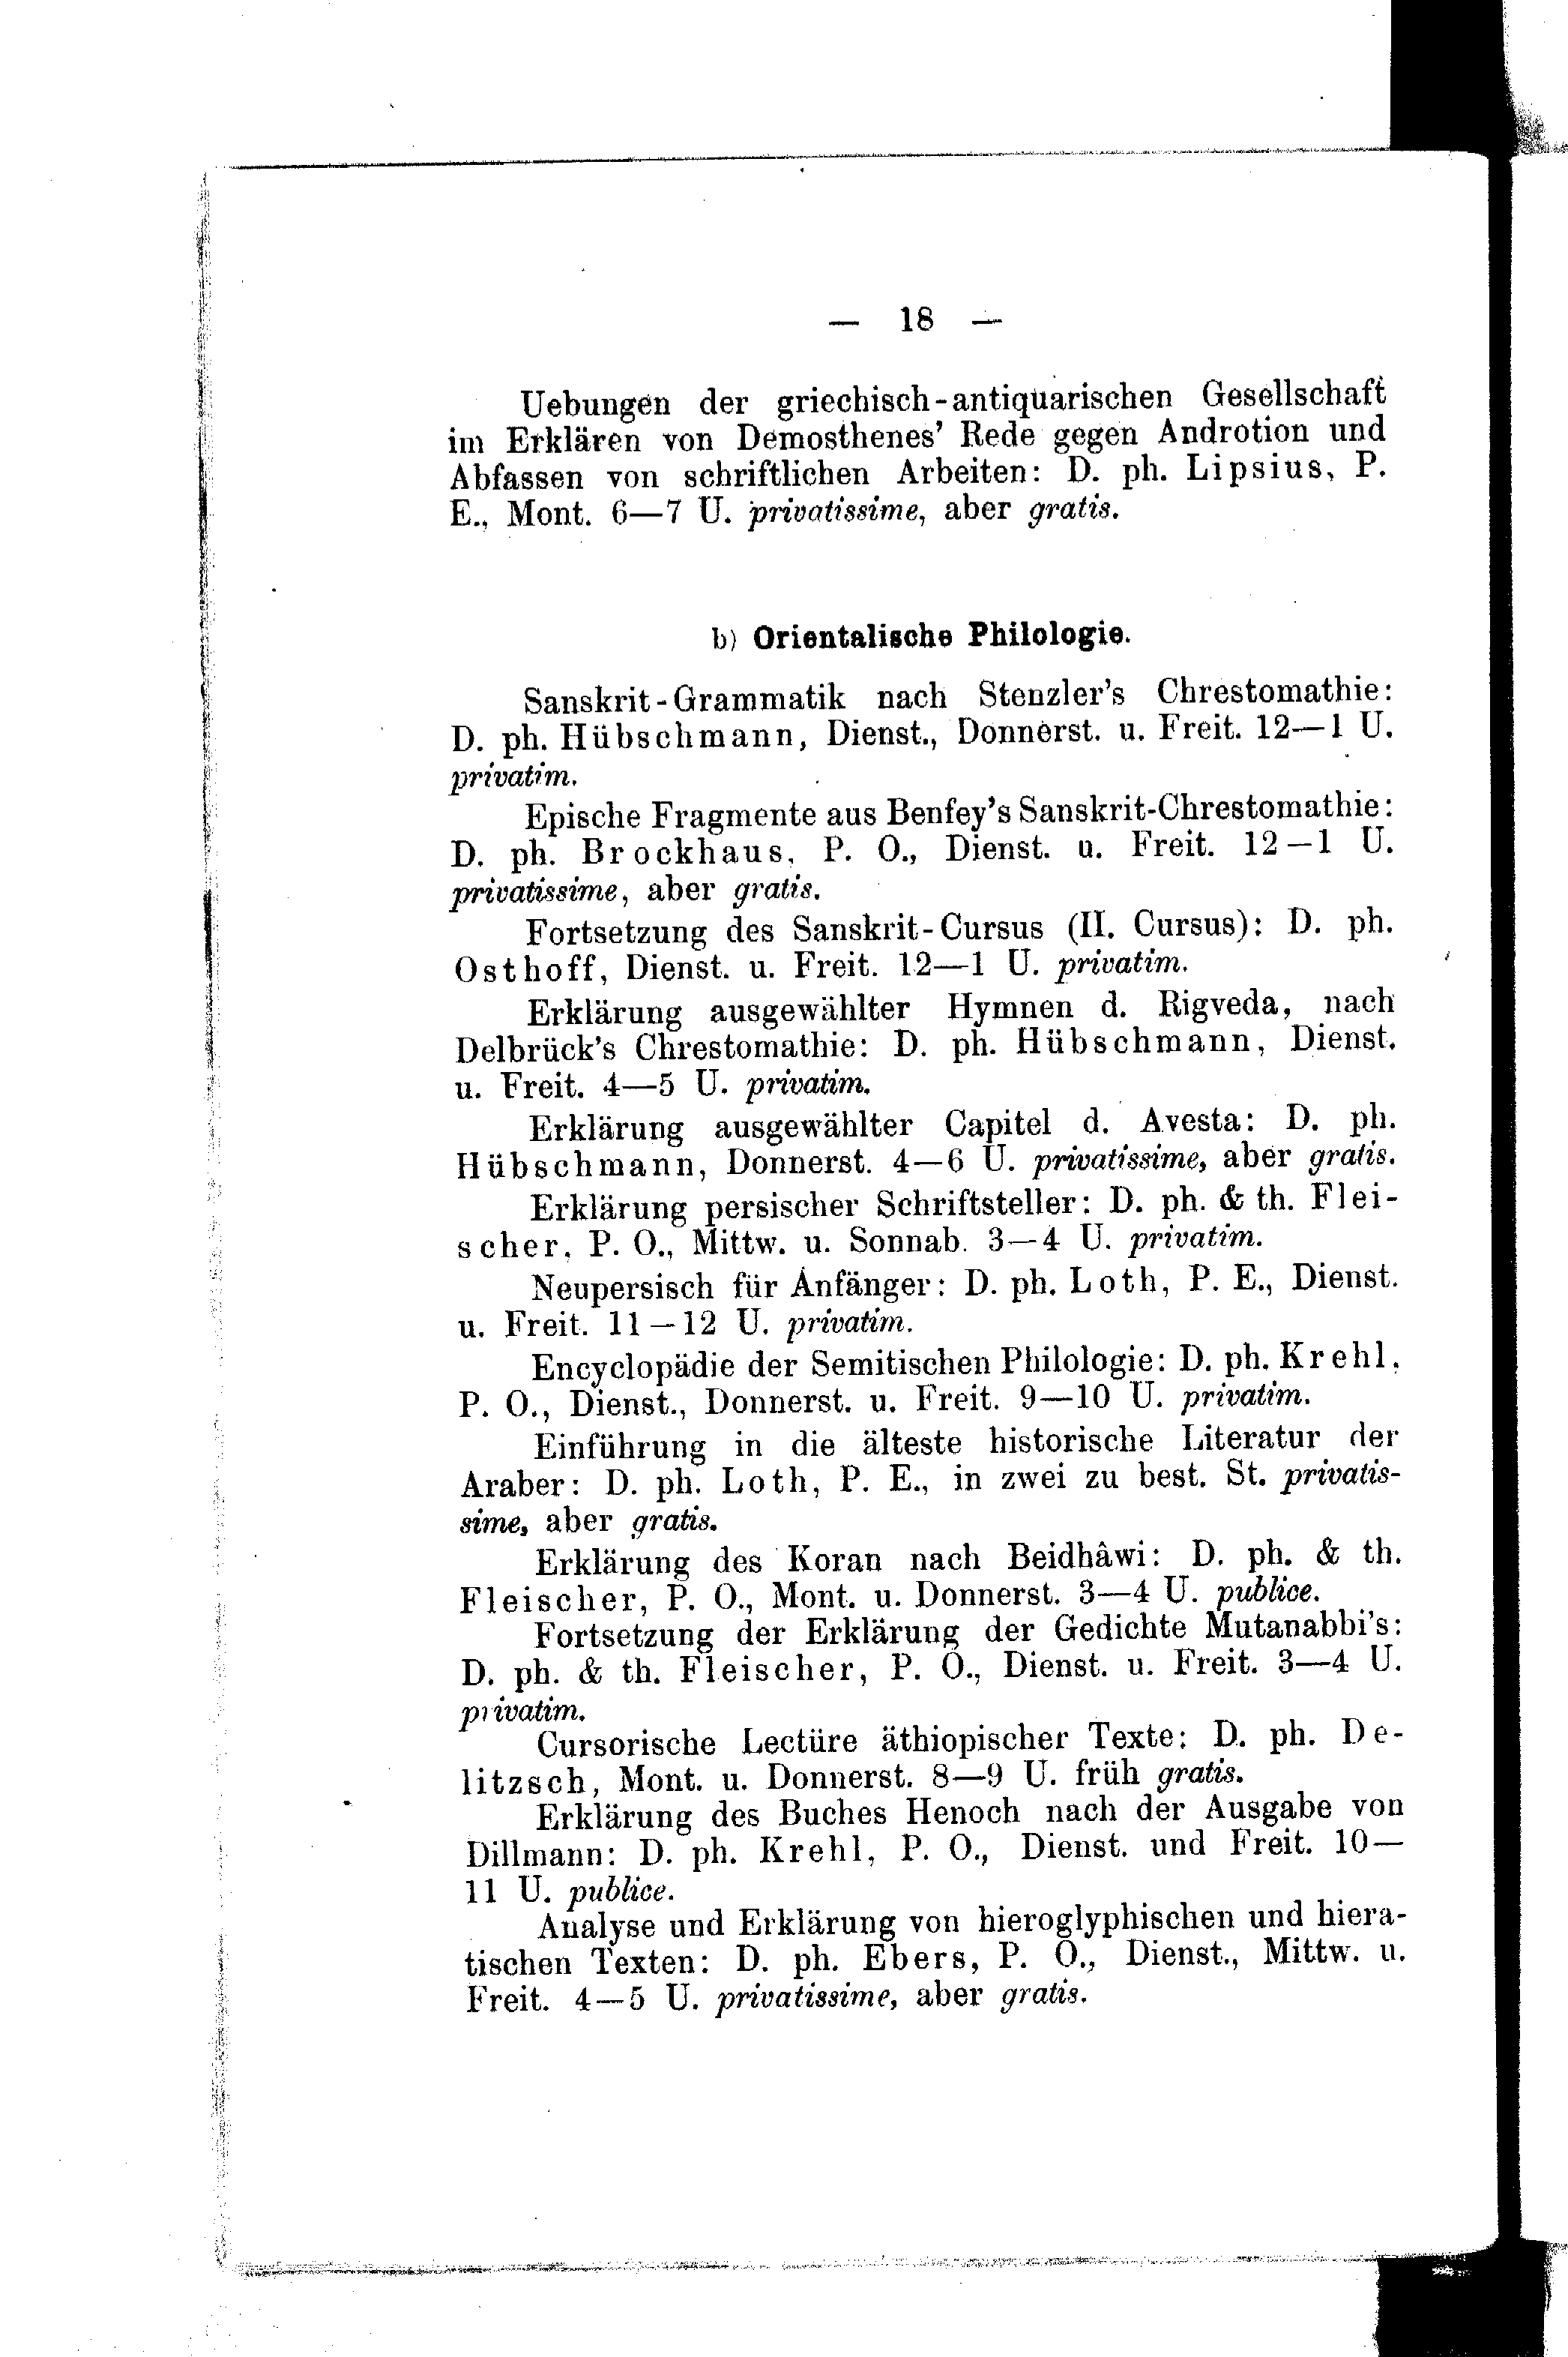 — 18 —
Uebungen der griechisch-antiquarischen Gesellschaft
im Erklären von Demosthenes' Rede gegen Androtion und
Abfassen von schriftlichen Arbeiten: D. ph. Lipsius, P.
E., Mont. 6—7 U. privatissime, aber gratis.
b) Orientalische Philologie.
Sanskrit-Grammatik nach Stenzler's Chrestomathie:
D. ph. Hübschmann, Dienst., Donnerst. u. Freit. 12—1 U.
privatim.
Epische Fragmente aus Benfey's Sanskrit-Chrestomathie:
D. ph. Brockhaus, P. O., Dienst. u. Freit. 12—1 U.
privatissime, aber gratis.
Fortsetzung des Sanskrit-Cursus (II. Cursus): D. ph.
Osthoff, Dienst. u. Freit. 12—1 U. privatim.
Erklärung ausgewählter Hymnen d. Rigveda, nach
Delbrück's Chrestomathie: D. ph. Hübschmann, Dienst.
u. Freit. 4—5 U. privatim.
Erklärung ausgewählter Capitel d. Avesta: D. ph.
Hübschmann, Donnerst. 4—6 U. privatissime, aber gratis.
Erklärung persischer Schriftsteller: D. ph. & th. Flei-
scher, P. O., Mittw. u. Sonnab. 3—4 U. privatim.
Neupersisch für Anfänger: D. ph. Loth, P. E., Dienst.
u. Freit. 11—12 U. privatim.
Encyclopädie der Semitischen Philologie: D. ph. Krehl,
P. O., Dienst., Donnerst. u. Freit. 9—10 U. privatim.
Einführung in die älteste historische Literatur der
Araber: D. ph. Loth, P. E., in zwei zu best. St. privatis-
sime, aber gratis.
Erklärung des Koran nach Beidhâwi: D. ph. & th.
Fleischer, P. O., Mont. u. Donnerst. 3—4 U. publice.
Fortsetzung der Erklärung der Gedichte Mutanabbi's:
D. ph. & th. Fleischer, P. O., Dienst. u. Freit. 3—4 U.
privatim.
Cursorische Lectüre äthiopischer Texte: D. ph. De-
litzsch, Mont. u. Donnerst. 8—9 U. früh gratis.
Erklärung des Buches Henoch nach der Ausgabe von
Dillmann: D. ph. Krehl, P. O., Dienst. und Freit. 10—
11 U. publice.
Analyse und Erklärung von hieroglyphischen und hiera-
tischen Texten: D. ph. Ebers, P. O., Dienst., Mittw. u.
Freit. 4—5 U. privatissime, aber gratis.